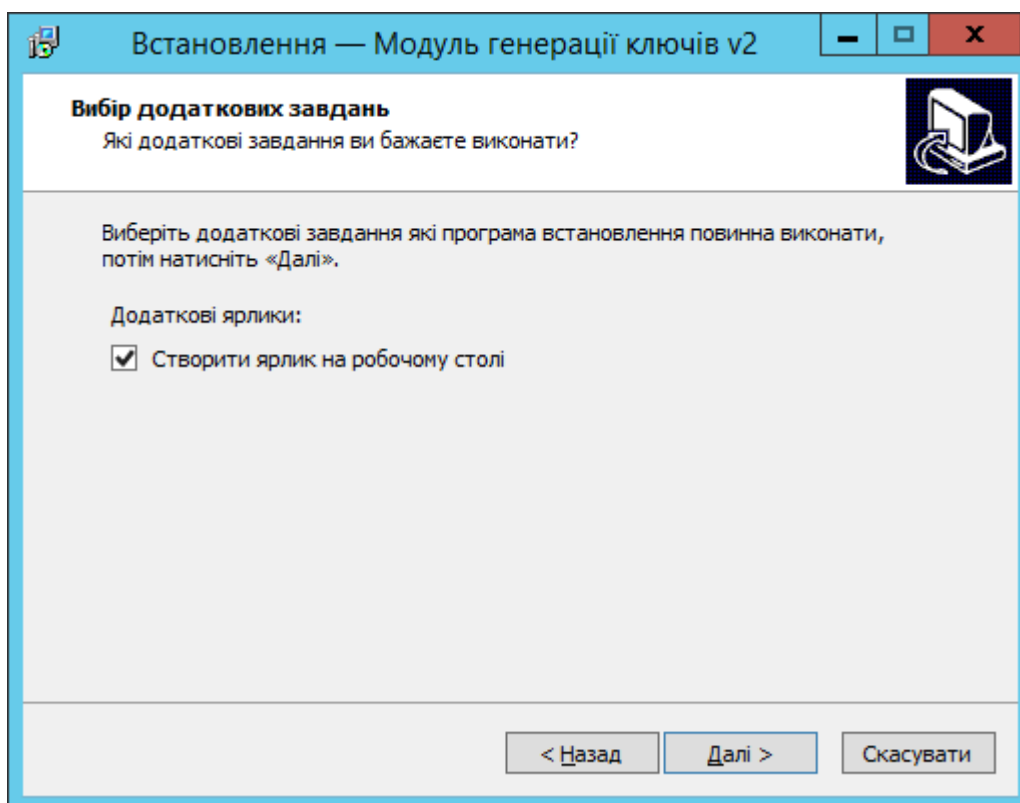 Встановлення — Модуль генерації ключів v2
Вибір додаткових завдань
Які додаткові завдання ви бажаєте виконати?
Виберіть додаткові завдання які програма встановлення повинна виконати,
потім натисніть «Далі».
Додаткові ярлики:
Створити ярлик на робочому столі
< Назад
Далі >
Скасувати